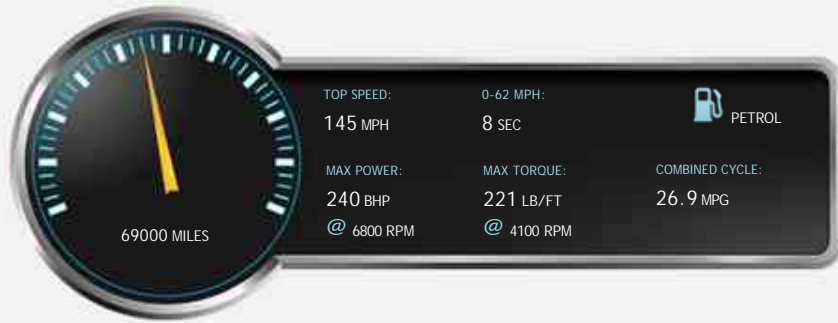 TOP SPEED:
145 MPH
0-62 MPH:
8 SEC
PETROL
MAX POWER:
240 BHP
@ 6800 RPM
MAX TORQUE:
221 LB/FT
@ 4100 RPM
COMBINED CYCLE:
26.9 MPG
69000 MILES